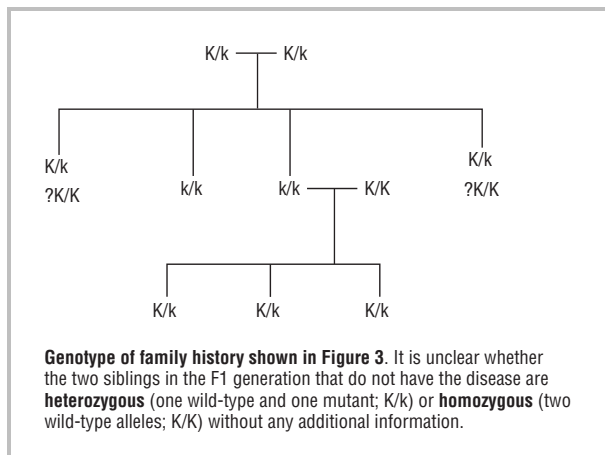 K/k K/k
K/k k/k k/k K/K K/k
?K/K ?K/K
K/k K/k K/k
Genotype of family history shown in Figure 3. It is unclear whether
the two siblings in the F1 generation that do not have the disease are
heterozygous (one wild-type and one mutant; K/k) or homozygous (two
wild-type alleles; K/K) without any additional information.